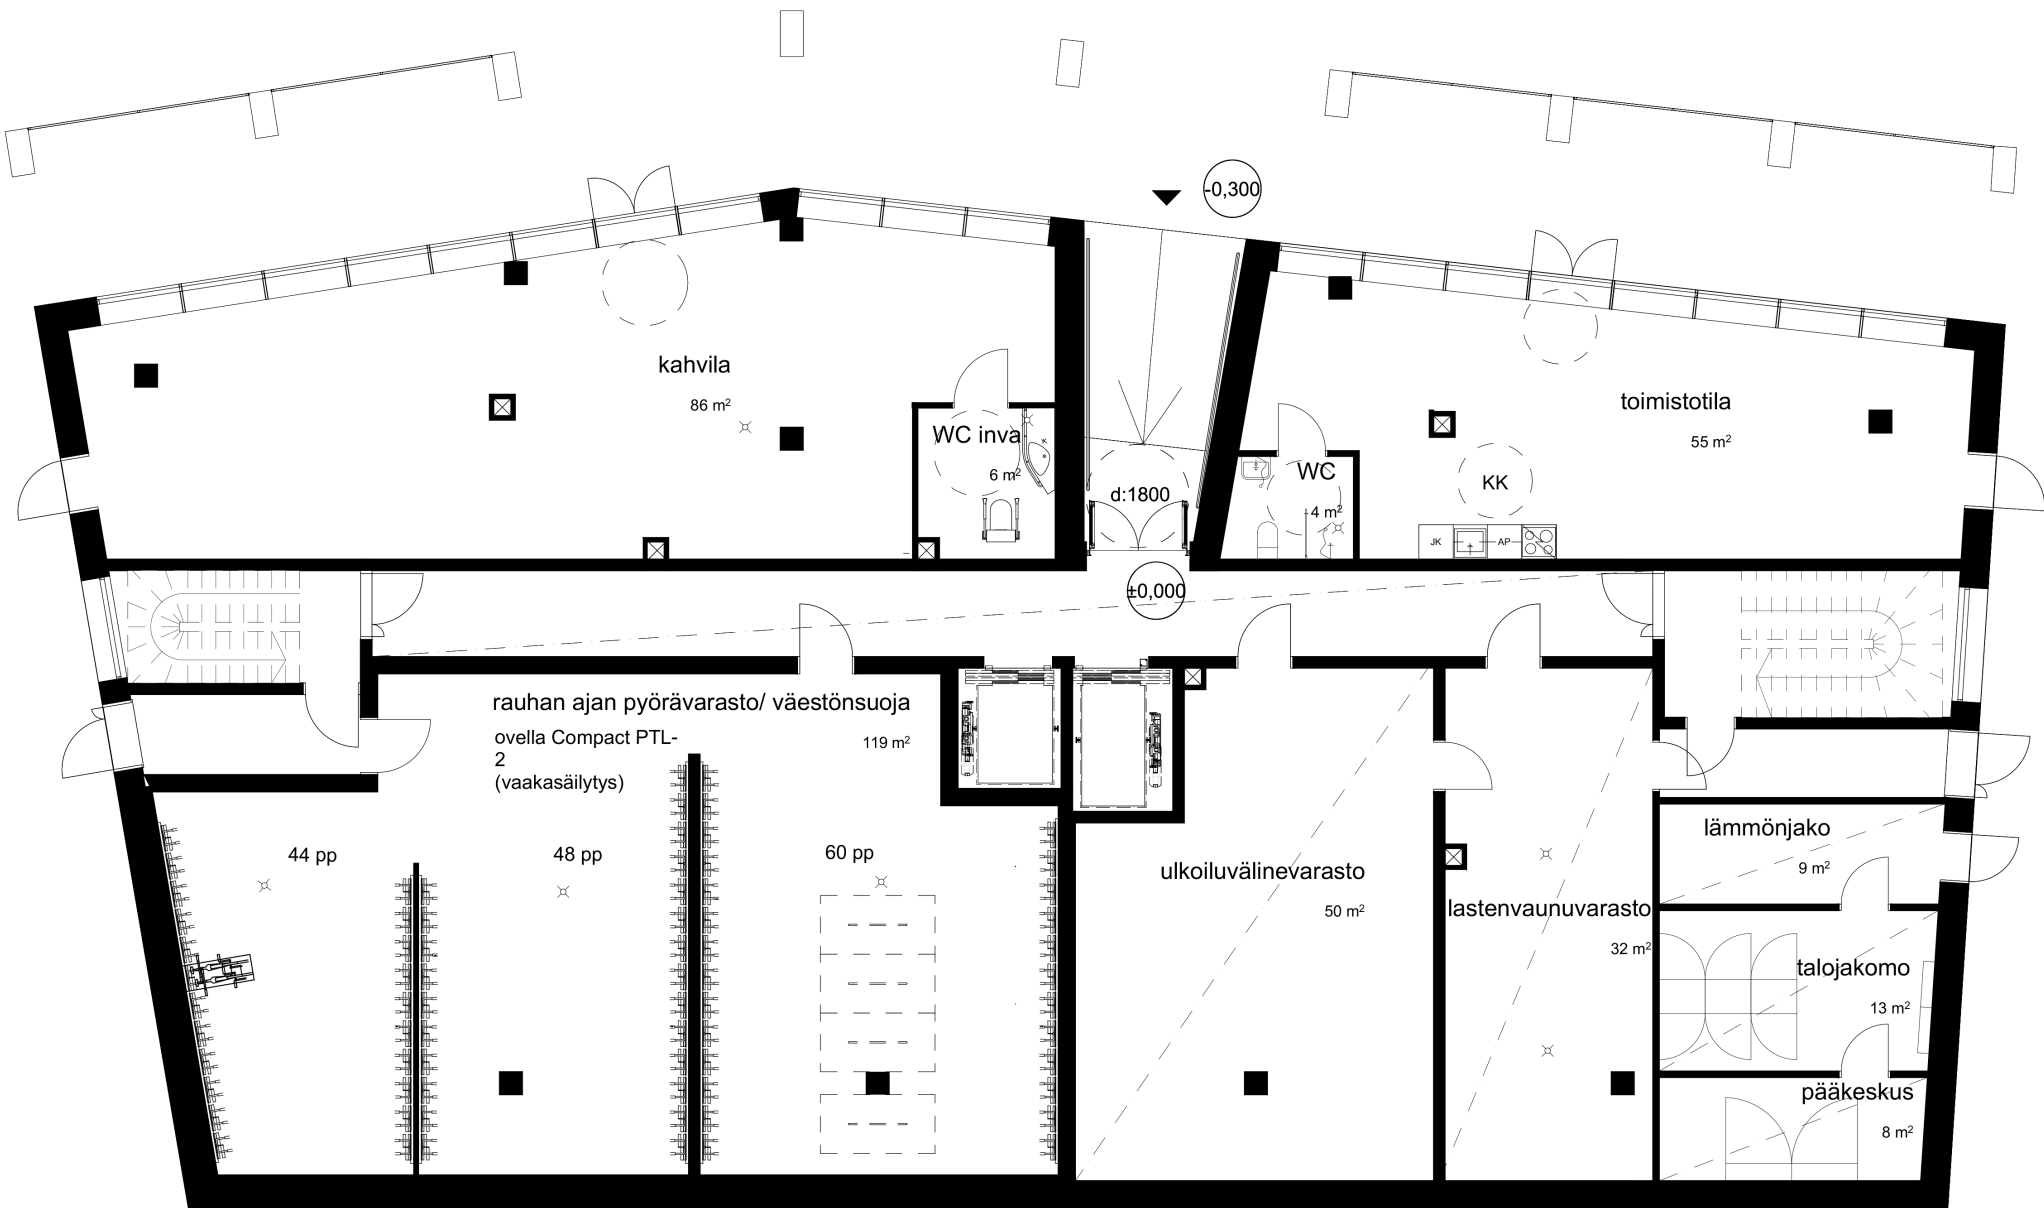 -0,300
kahvila
86 m²
WC inva
6 m²
d:1800
WC
4 m²
toimistotila
55 m²
KK
JK
AP
±0,000
rauhan ajan pyörävarasto/ väestönsuoja
119 m²
ovella Compact PTL-
2
(vaakasäilytys)
44 pp
48 pp
60 pp
ulkoiluvälinevarasto
50 m²
lastenvaunuvarasto
32 m²
lämmönjako
9 m²
talojakomo
13 m²
pääkeskus
8 m²